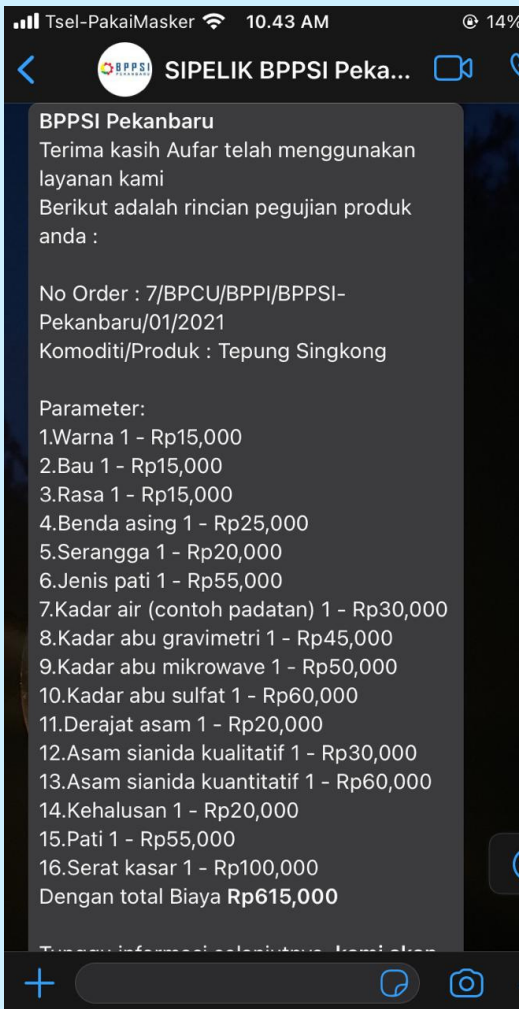 Tsel-PakaiMasker 10.43 AM 14%
BPPSI
PEKANBARU
SIPELIK BPPSI Peka...
BPPSI Pekanbaru
Terima kasih Aufar telah menggunakan
layanan kami
Berikut adalah rincian pegujian produk
anda :
No Order : 7/BPCU/BPPI/BPPSI-
Pekanbaru/01/2021
Komoditi/Produk : Tepung Singkong
Parameter:
1.Warna 1 - Rp15,000
2.Bau 1 - Rp15,000
3.Rasa 1 - Rp15,000
4.Benda asing 1 - Rp25,000
5.Serangga 1 - Rp20,000
6.Jenis pati 1 - Rp55,000
7.Kadar air (contoh padatan) 1 - Rp30,000
8.Kadar abu gravimetri 1 - Rp45,000
9.Kadar abu mikrowave 1 - Rp50,000
10.Kadar abu sulfat 1 - Rp60,000
11.Derajat asam 1 - Rp20,000
12.Asam sianida kualitatif 1 - Rp30,000
13.Asam sianida kuantitatif 1 - Rp60,000
14.Kehalusan 1 - Rp20,000
15.Pati 1 - Rp55,000
16.Serat kasar 1 - Rp100,000
Dengan total Biaya Rp615,000
Tunggu informasi selanjutnya, kami akan